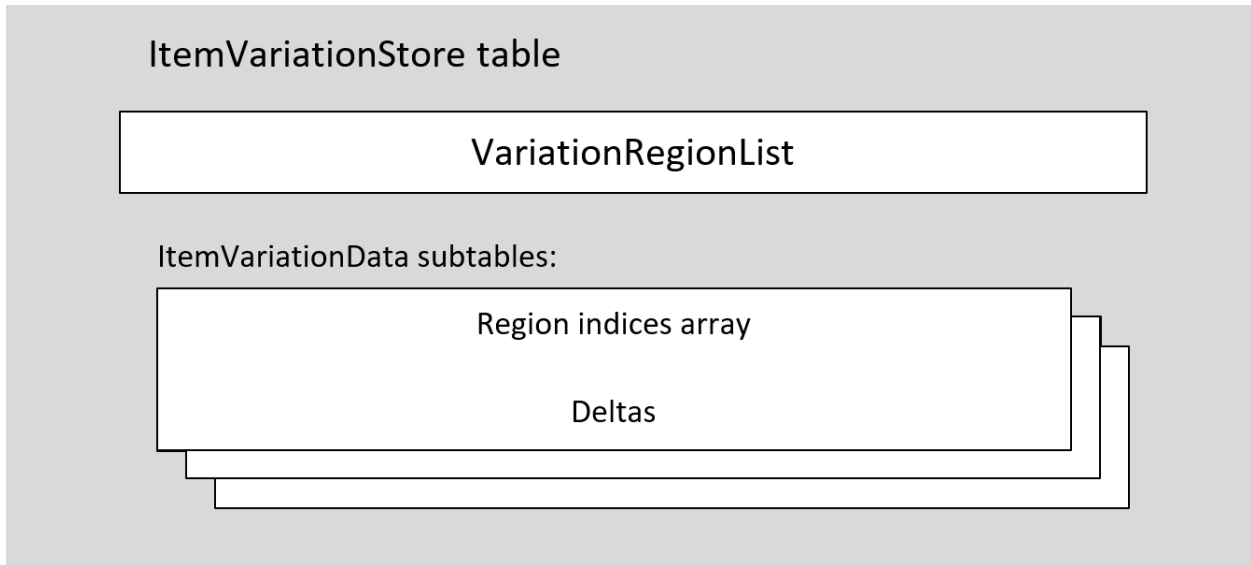 ItemVariationStore table
VariationRegionList
ItemVariationData subtables:
Region indices array
Deltas